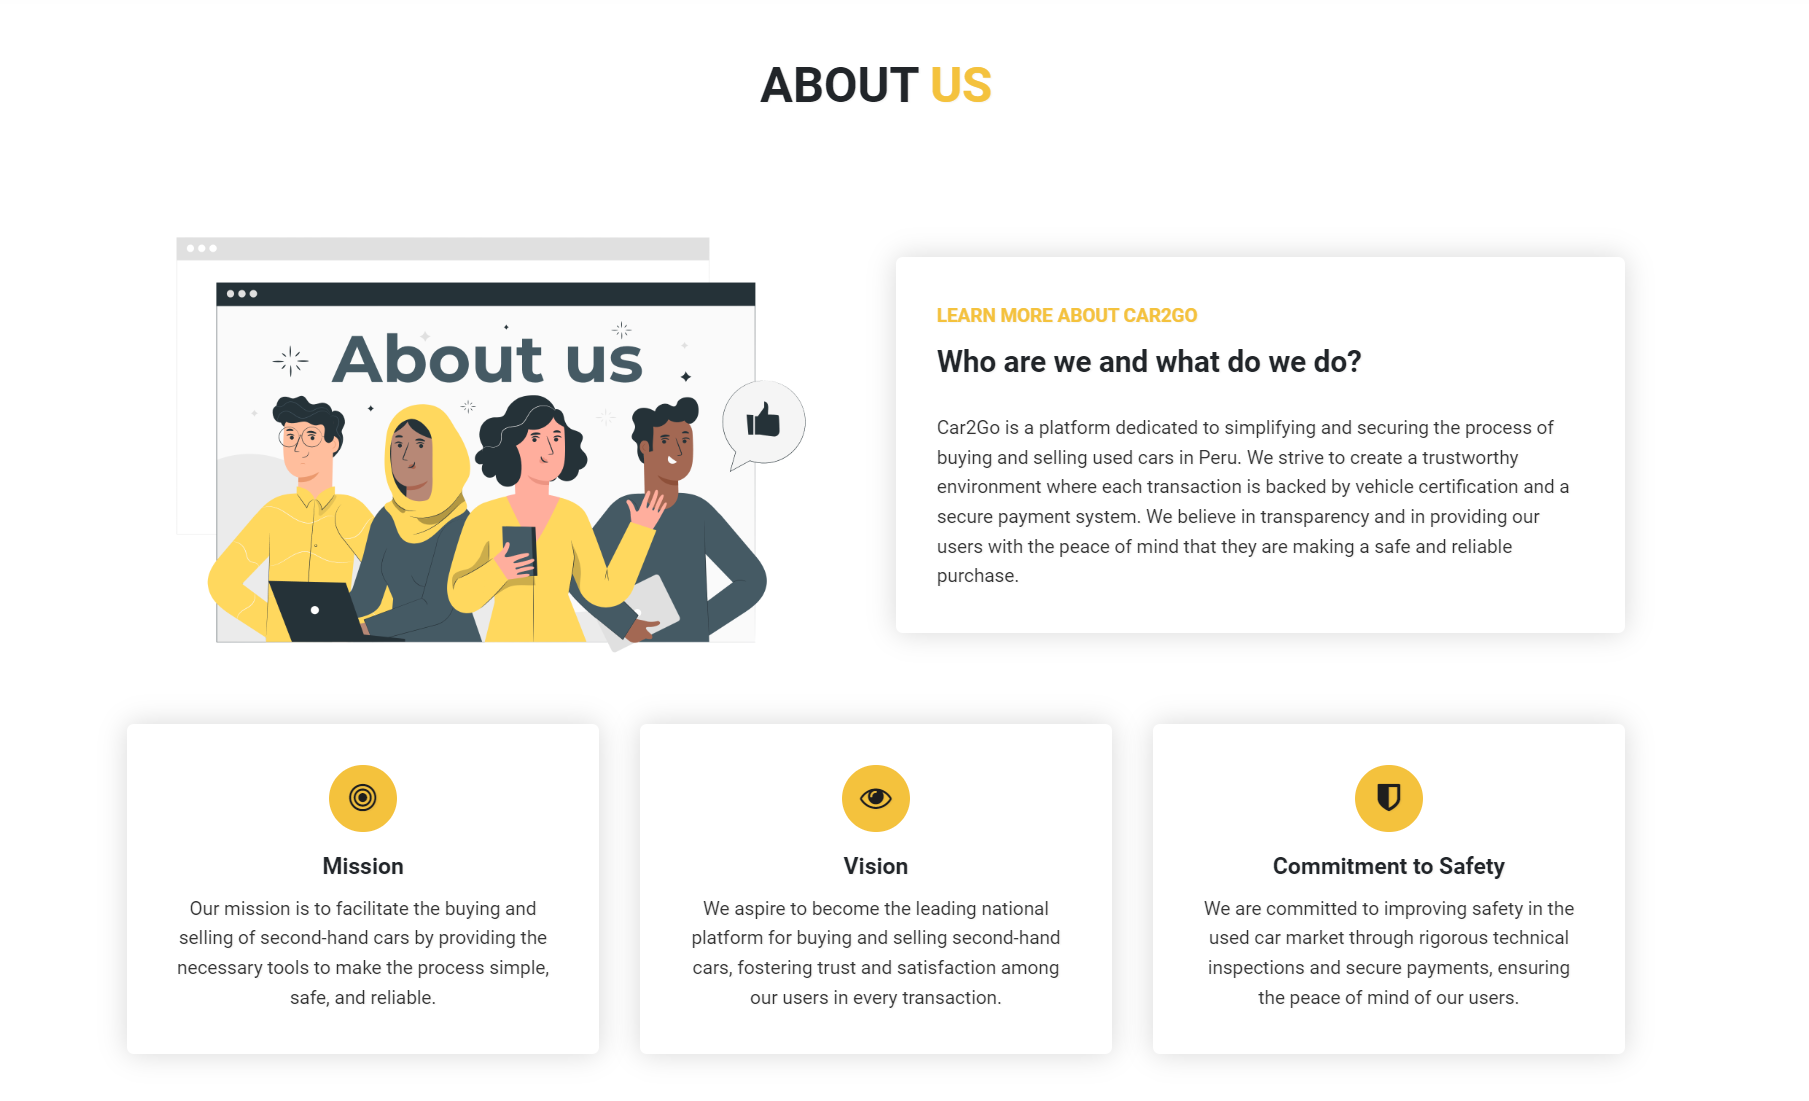 ABOUT US
About us
LEARN MORE ABOUT CAR2GO
Who are we and what do we do?
Car2Go is a platform dedicated to simplifying and securing the process of
buying and selling used cars in Peru. We strive to create a trustworthy
environment where each transaction is backed by vehicle certification and a
secure payment system. We believe in transparency and in providing our
users with the peace of mind that they are making a safe and reliable
purchase.
Mission
Our mission is to facilitate the buying and
selling of second-hand cars by providing the
necessary tools to make the process simple,
safe, and reliable.
Vision
We aspire to become the leading national
platform for buying and selling second-hand
cars, fostering trust and satisfaction among
our users in every transaction.
Commitment to Safety
We are committed to improving safety in the
used car market through rigorous technical
inspections and secure payments, ensuring
the peace of mind of our users.